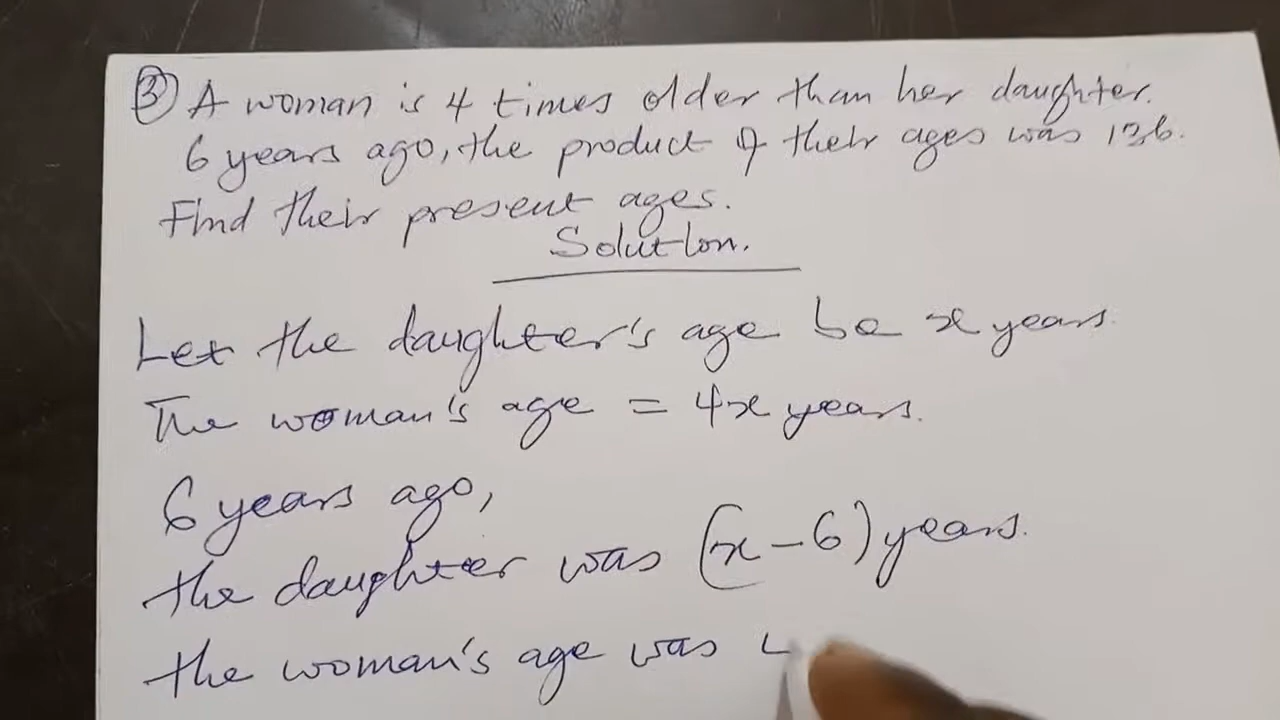 ③ A woman is 4 times older than her daughter.
6 years ago, the product of their ages was 136.
Find their present ages.
Solution.
Let the daughter's age be x years.
The woman's age = 4x years.
6 years ago,
the daughter was (x-6) years.
the woman's age was 4